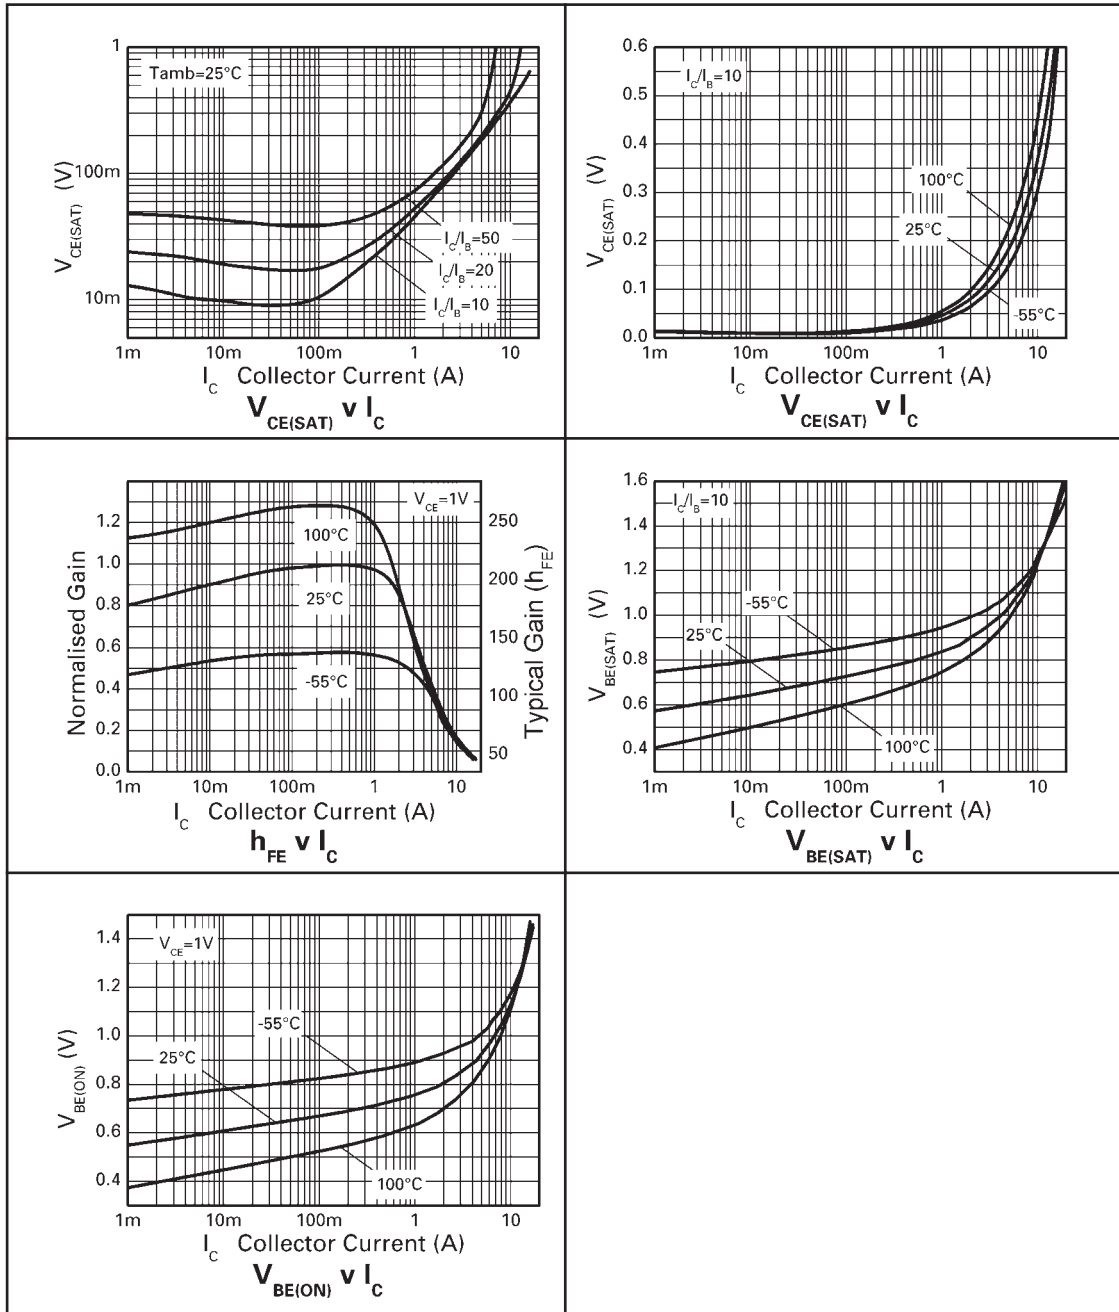 1
100m
10m
V_CE(SAT) (V)
Tamb=25°C
I_C/I_B=50
I_C/I_B=20
I_C/I_B=10
1m 10m 100m 1 10
I_C Collector Current (A)
V_CE(SAT) v I_C
0.6
0.5
0.4
0.3
0.2
0.1
0.0
V_CE(SAT) (V)
I_C/I_B=10
100°C
25°C
-55°C
1m 10m 100m 1 10
I_C Collector Current (A)
V_CE(SAT) v I_C
1.2
1.0
0.8
0.6
0.4
0.2
0.0
Normalised Gain
V_CE=1V
100°C
25°C
-55°C
250
200
150
100
50
Typical Gain (h_FE)
1m 10m 100m 1 10
I_C Collector Current (A)
h_FE v I_C
1.6
1.4
1.2
1.0
0.8
0.6
0.4
V_BE(SAT) (V)
I_C/I_B=10
-55°C
25°C
100°C
1m 10m 100m 1 10
I_C Collector Current (A)
V_BE(SAT) v I_C
1.4
1.2
1.0
0.8
0.6
0.4
V_BE(ON) (V)
V_CE=1V
-55°C
25°C
100°C
1m 10m 100m 1 10
I_C Collector Current (A)
V_BE(ON) v I_C